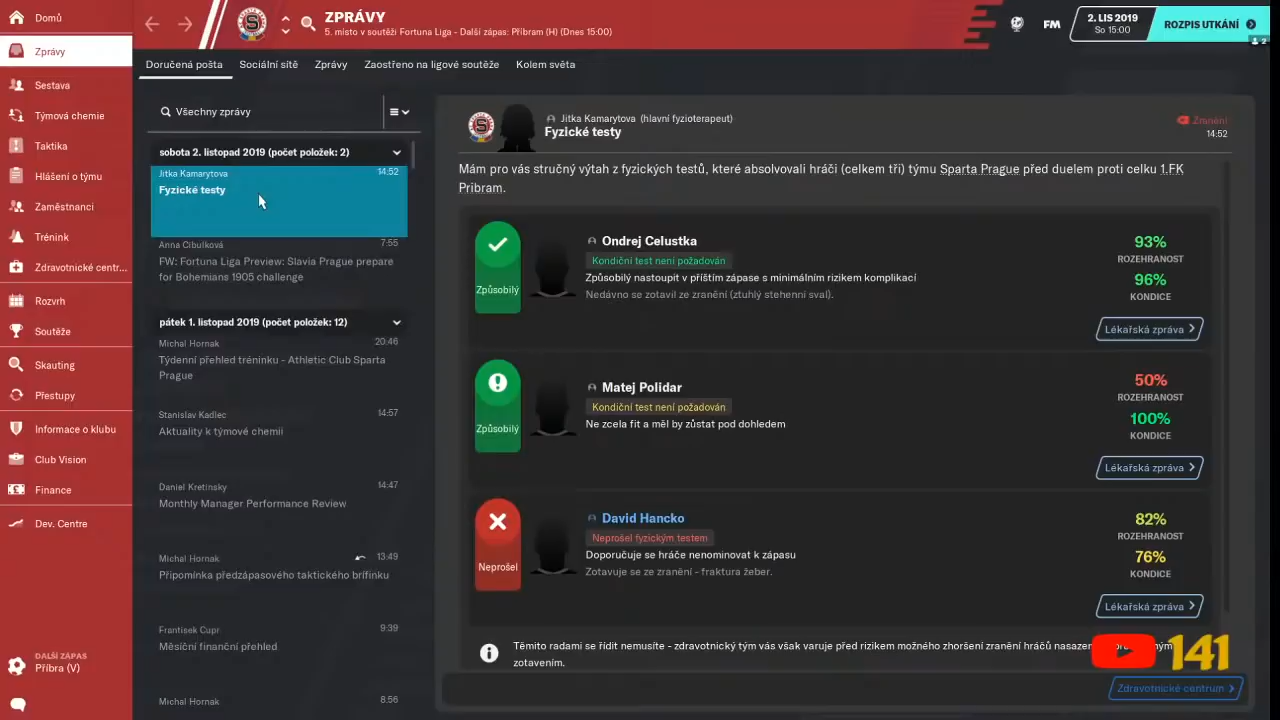 Domů
Zprávy
Sestava
Týmová chemie
Taktika
Hlášení o týmu
Zaměstnanci
Trénink
Zdravotnické centr...
Rozvrh
Soutěže
Skauting
Přestupy
Informace o klubu
Club Vision
Finance
Dev. Centre
DALŠÍ ZÁPAS
Příbra (V)
ZPRÁVY
5. místo v soutěži Fortuna Liga - Další zápas: Příbram (H) (Dnes 15:00)
FM
2. LIS 2019
So 15:00
ROZPIS UTKÁNÍ
2
Doručená pošta
Sociální sítě
Zprávy
Zaostřeno na ligové soutěže
Kolem světa
Všechny zprávy
sobota 2. listopad 2019 (počet položek: 2)
Jitka Kamarytova 14:52
Fyzické testy
Anna Cibulková 7:55
FW: Fortuna Liga Preview: Slavia Prague prepare
for Bohemians 1905 challenge
pátek 1. listopad 2019 (počet položek: 12)
Michal Hornak 20:46
Týdenní přehled tréninku - Athletic Club Sparta
Prague
Stanislav Kadlec 14:57
Aktuality k týmové chemii
Daniel Kretinsky 14:47
Monthly Manager Performance Review
Michal Hornak 13:49
Připomínka předzápasového taktického brífinku
Frantisek Cupr 9:39
Měsíční finanční přehled
Michal Hornak 8:56
Jitka Kamarytova (hlavní fyzioterapeut)
Fyzické testy
Zranění
14:52
Mám pro vás stručný výtah z fyzických testů, které absolvovali hráči (celkem tři) týmu Sparta Prague před duelem proti celku 1.FK
Pribram.
Způsobilý
Ondrej Celustka
Kondiční test není požadován
Způsobilý nastoupit v příštím zápase s minimálním rizikem komplikací
Nedávno se zotavil ze zranění (ztuhlý stehenní sval).
93%
ROZEHRANOST
96%
KONDICE
Lékařská zpráva
Způsobilý
Matej Polidar
Kondiční test není požadován
Ne zcela fit a měl by zůstat pod dohledem
50%
ROZEHRANOST
100%
KONDICE
Lékařská zpráva
Neprošel
David Hancko
Neprošel fyzickým testem
Doporučuje se hráče nenominovat k zápasu
Zotavuje se ze zranění - fraktura žeber.
82%
ROZEHRANOST
76%
KONDICE
Lékařská zpráva
Těmito radami se řídit nemusíte - zdravotnický tým vás však varuje před rizikem možného zhoršení zranění hráčů
zotavením.
141
Zdravotnické centrum